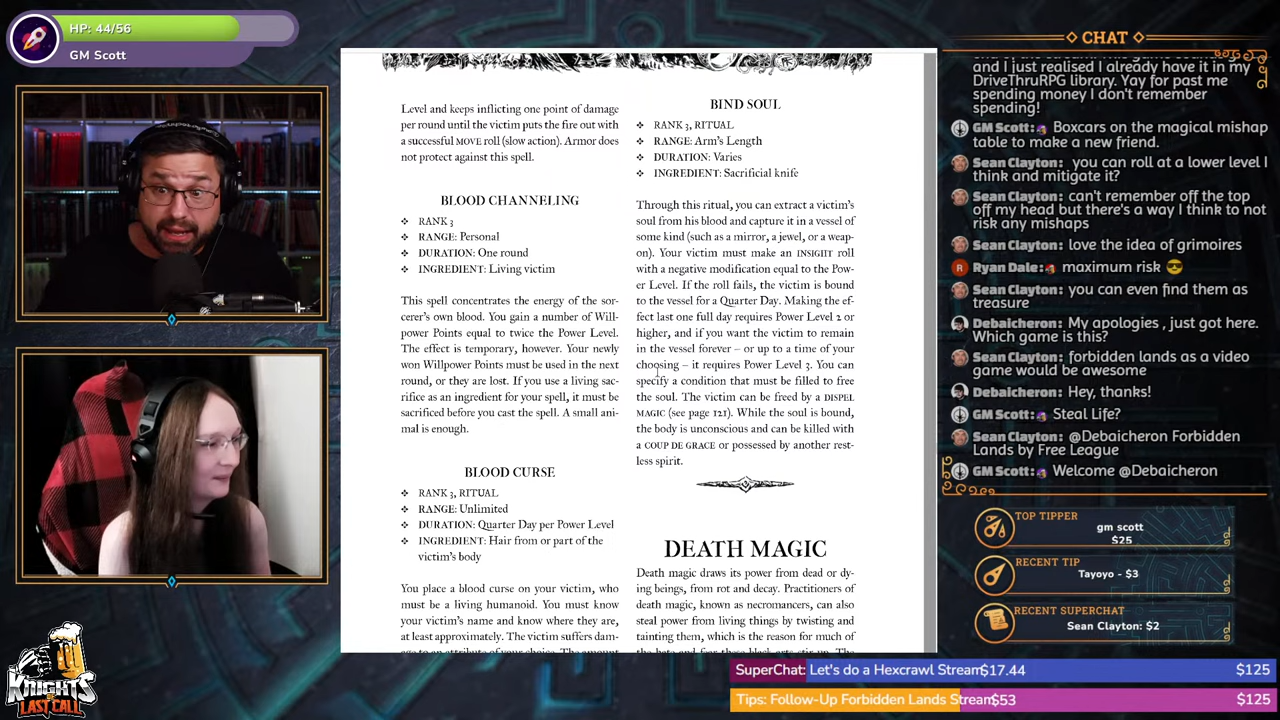 HP: 44/56
GM Scott
Level and keeps inflicting one point of damage
per round until the victim puts the fire out with
a successful MOVE roll (slow action). Armor does
not protect against this spell.
BLOOD CHANNELING
❖ RANK 3
❖ RANGE: Personal
❖ DURATION: One round
❖ INGREDIENT: Living victim
This spell concentrates the energy of the sor-
cerer's own blood. You gain a number of Will-
power Points equal to twice the Power Level.
The effect is temporary, however. Your newly
won Willpower Points must be used in the next
round, or they are lost. If you use a living sac-
rifice as an ingredient for your spell, it must be
sacrificed before you cast the spell. A small ani-
mal is enough.
BLOOD CURSE
❖ RANK 3, RITUAL
❖ RANGE: Unlimited
❖ DURATION: Quarter Day per Power Level
❖ INGREDIENT: Hair from or part of the
victim's body
You place a blood curse on your victim, who
must be a living humanoid. You must know
your victim's name and know where they are,
at least approximately. The victim suffers dam-
age to an attribute of your choice. The amount
BIND SOUL
❖ RANK 3, RITUAL
❖ RANGE: Arm's Length
❖ DURATION: Varies
❖ INGREDIENT: Sacrificial knife
Through this ritual, you can extract a victim's
soul from his blood and capture it in a vessel of
some kind (such as a mirror, a jewel, or a weap-
on). Your victim must make an INSIGHT roll
with a negative modification equal to the Pow-
er Level. If the roll fails, the victim is bound
to the vessel for a Quarter Day. Making the ef-
fect last one full day requires Power Level 2 or
higher, and if you want the victim to remain
in the vessel forever – or up to a time of your
choosing – it requires Power Level 3. You can
specify a condition that must be filled to free
the soul. The victim can be freed by a DISPEL
MAGIC (see page 121). While the soul is bound,
the body is unconscious and can be killed with
a COUP DE GRACE or possessed by another rest-
less spirit.
DEATH MAGIC
Death magic draws its power from dead or dy-
ing beings, from rot and decay. Practitioners of
death magic, known as necromancers, can also
steal power from living things by twisting and
tainting them, which is the reason for much of
the hate and fear these black arts stir up. The
CHAT
and I just realised I already have it in my
DriveThruRPG library. Yay for past me
spending money I don't remember
spending!
GM Scott: Boxcars on the magical mishap
table to make a new friend.
Sean Clayton: you can roll at a lower level I
think and mitigate it?
Sean Clayton: can't remember off the top
off my head but there's a way I think to not
risk any mishaps
Sean Clayton: love the idea of grimoires
R Ryan Dale: maximum risk 😎
Sean Clayton: you can even find them as
treasure
Debaicheron: My apologies , just got here.
Which game is this?
Sean Clayton: forbidden lands as a video
game would be awesome
Debaicheron: Hey, thanks!
GM Scott: Steal Life?
Sean Clayton: @Debaicheron Forbidden
Lands by Free League
GM Scott: Welcome @Debaicheron
TOP TIPPER
gm scott
$25
RECENT TIP
Tayoyo - $3
RECENT SUPERCHAT
Sean Clayton: $2
SuperChat: Let's do a Hexcrawl Stream $17.44 $125
Tips: Follow-Up Forbidden Lands Stream $53 $125
KNIGHTS
OF
LAST CALL